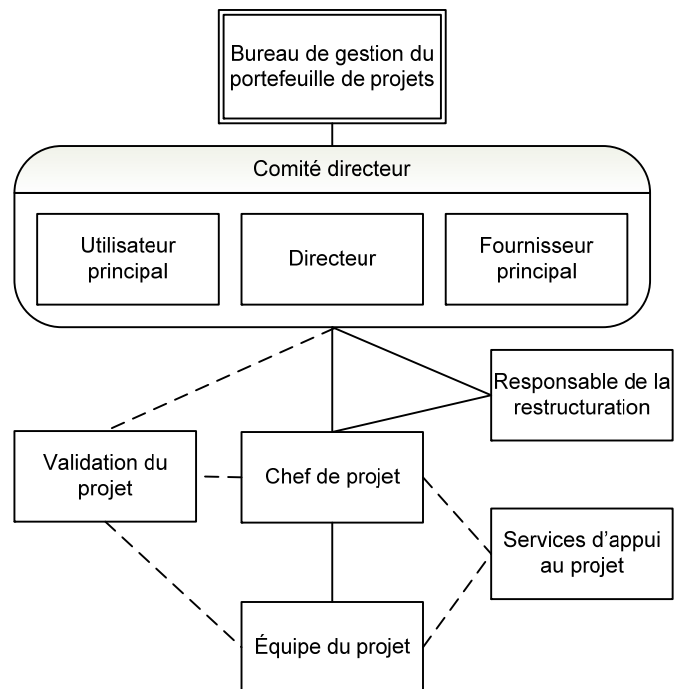 Bureau de gestion du
portefeuille de projets
Comité directeur
Utilisateur
principal
Directeur
Fournisseur
principal
Responsable de la
restructuration
Validation du
projet
Chef de projet
Services d’appui
au projet
Équipe du projet